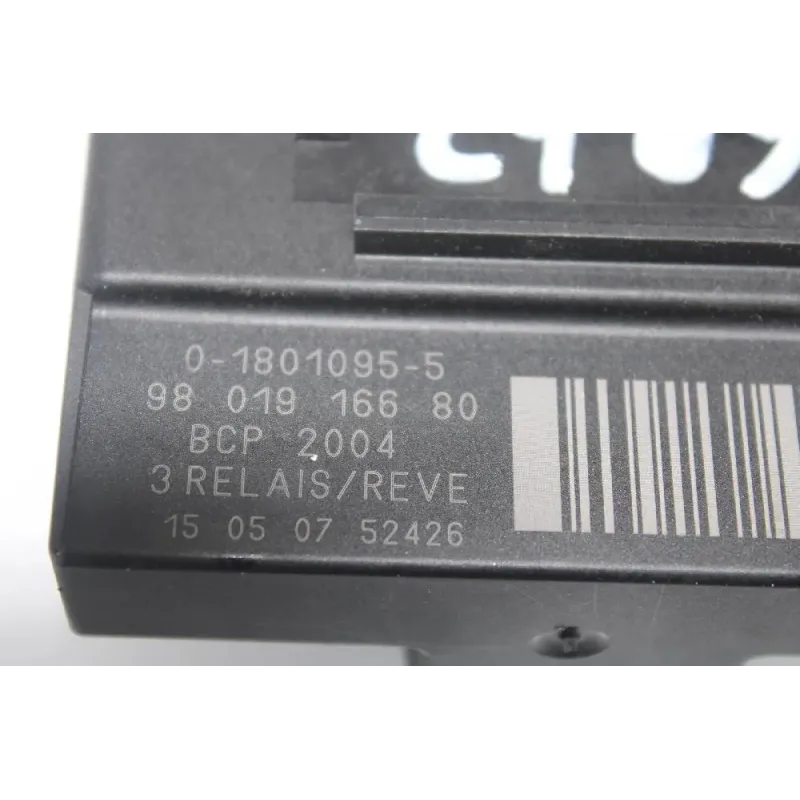 0-1801095-5
98 019 166 80
BCP 2004
3 RELAIS/REVE
15 05 07 52426